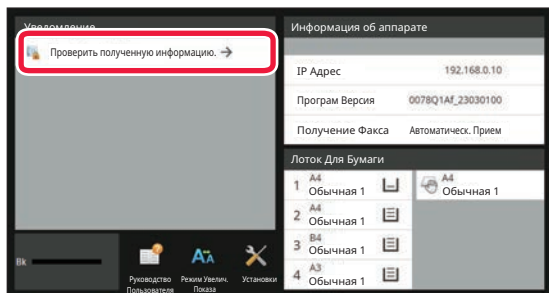 Уведомление
Проверить полученную информацию. →
Bk
Руководство
Пользователя
Режим Увелич.
Показа
Установки
Информация об аппарате
IP Адрес 192.168.0.10
Програм Версия 0078Q1Af_23030100
Получение Факса Автоматическ. Прием
Лоток Для Бумаги
1 A4
Обычная 1
A4
Обычная 1
2 A4
Обычная 1
3 B4
Обычная 1
4 A3
Обычная 1